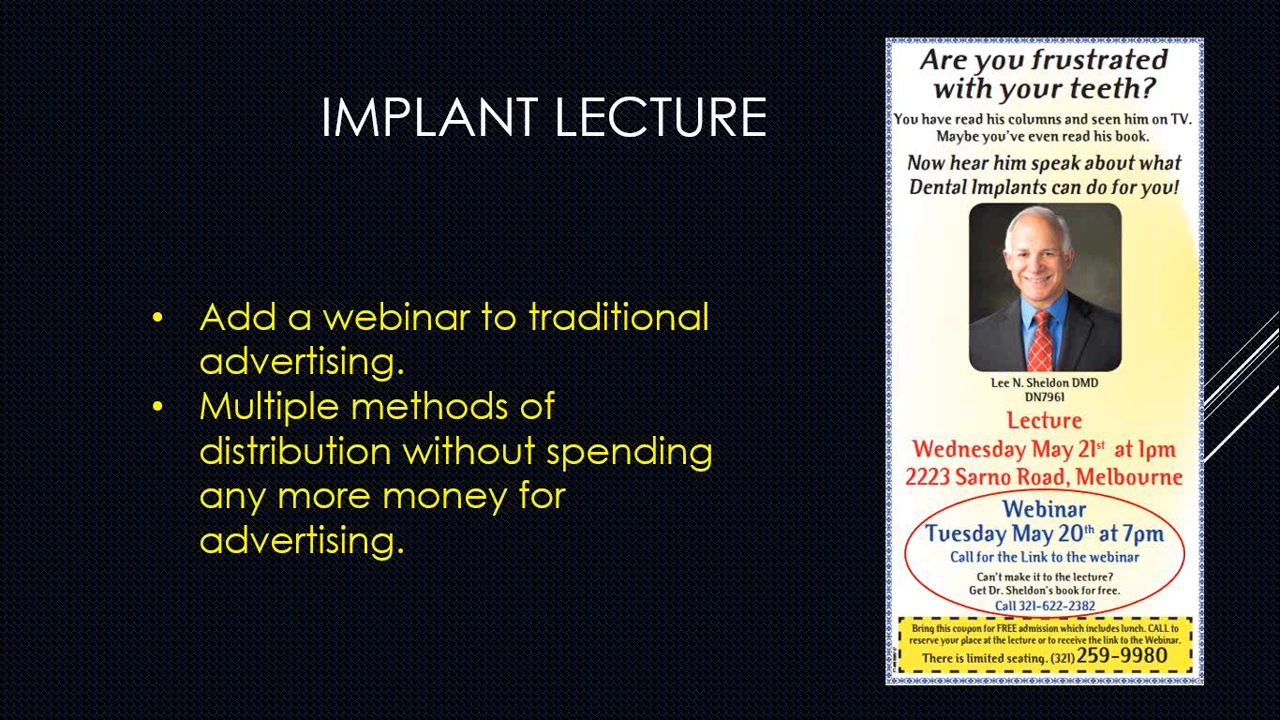 IMPLANT LECTURE
• Add a webinar to traditional
advertising.
• Multiple methods of
distribution without spending
any more money for
advertising.
Are you frustrated
with your teeth?
You have read his columns and seen him on TV.
Maybe you've even read his book.
Now hear him speak about what
Dental Implants can do for you!
Lee N. Sheldon DMD
DN7961
Lecture
Wednesday May 21st at 1pm
2223 Sarno Road, Melbourne
Webinar
Tuesday May 20th at 7pm
Call for the Link to the webinar
Can't make it to the lecture?
Get Dr. Sheldon's book for free.
Call 321-622-2382
Bring this coupon for FREE admission which includes lunch. CALL to
reserve your place at the lecture or to receive the link to the Webinar.
There is limited seating. (321) 259-9980